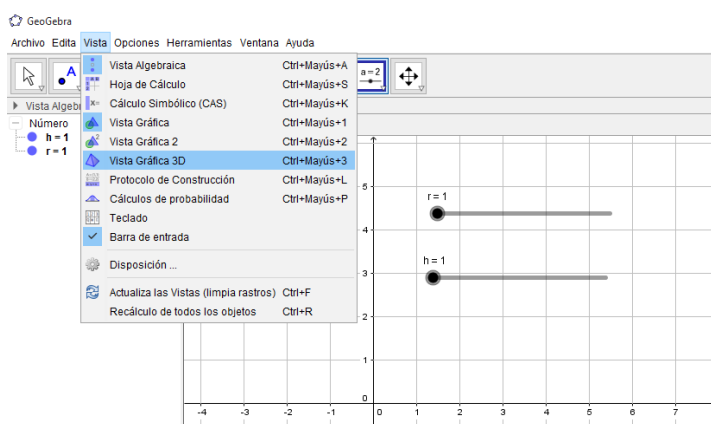 GeoGebra
Archivo Edita Vista Opciones Herramientas Ventana Ayuda
A
a = 2
Vista Algebraica Ctrl+Mayús+A
Hoja de Cálculo Ctrl+Mayús+S
x= Cálculo Simbólico (CAS) Ctrl+Mayús+K
Vista Gráfica Ctrl+Mayús+1
2 Vista Gráfica 2 Ctrl+Mayús+2
Vista Gráfica 3D Ctrl+Mayús+3
Protocolo de Construcción Ctrl+Mayús+L
Cálculos de probabilidad Ctrl+Mayús+P
Teclado
Barra de entrada
Disposición ...
Actualiza las Vistas (limpia rastros) Ctrl+F
Recálculo de todos los objetos Ctrl+R
Vista Algebr
Número
h = 1
r = 1
r = 1
h = 1
5
4
3
2
1
0
-4 -3 -2 -1 0 1 2 3 4 5 6 7